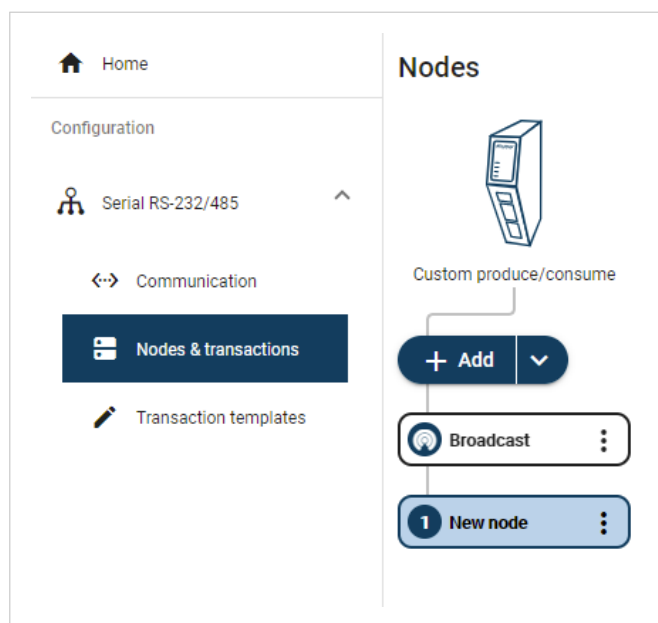 Home
Configuration
Serial RS-232/485
Communication
Nodes & transactions
Transaction templates
Nodes
Custom produce/consume
Add
Broadcast
1 New node